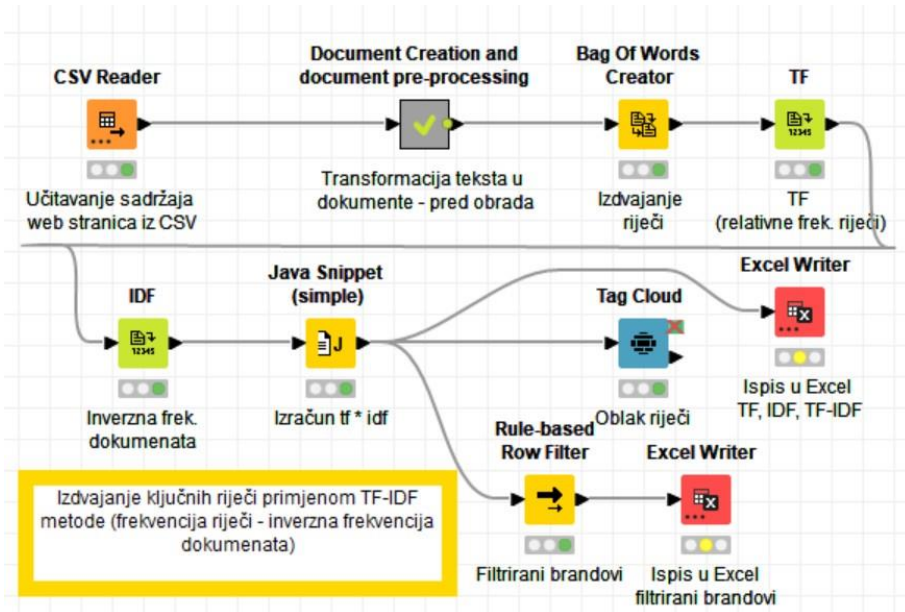 Document Creation and
document pre-processing
Bag Of Words
Creator
CSV Reader
TF
12345
Transformacija teksta u
dokumente - pred obrada
Učitavanje sadržaja
web stranica iz CSV
Izdvajanje
riječi
TF
(relativne frek. riječi)
Excel Writer
Java Snippet
(simple)
IDF
Tag Cloud
12345
J
X
Inverzna frek.
dokumenata
Izračun tf * idf
Oblak riječi
Ispis u Excel
TF, IDF, TF-IDF
Rule-based
Row Filter
Excel Writer
X
Izdvajanje ključnih riječi primjenom TF-IDF
metode (frekvencija riječi - inverzna frekvencija
dokumenata)
Filtrirani brandovi
Ispis u Excel
filtrirani brandovi